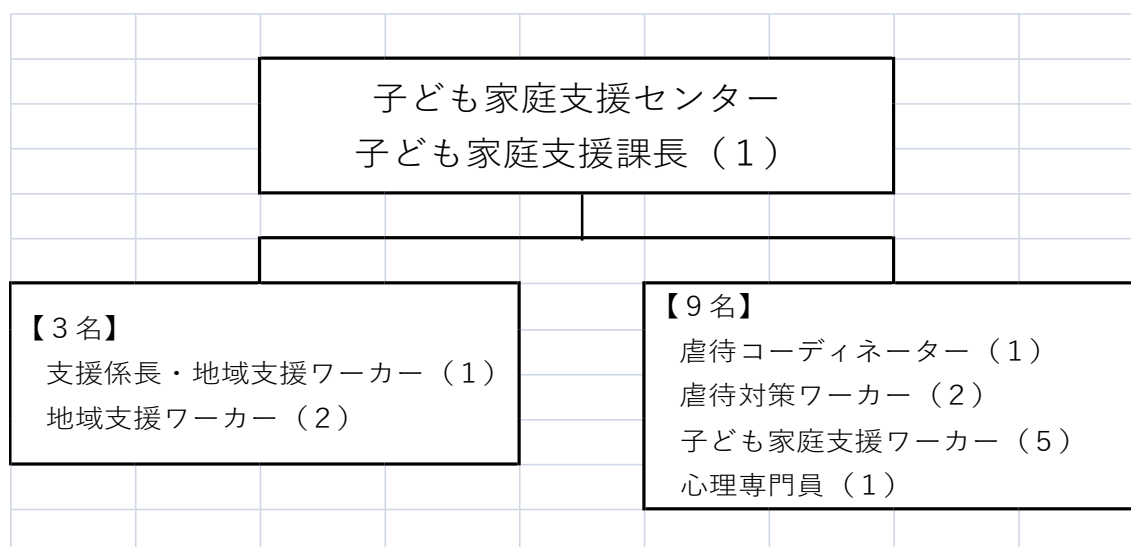 子ども家庭支援センター
子ども家庭支援課長（１）
【３名】
支援係長・地域支援ワーカー（１）
地域支援ワーカー（２）
【９名】
虐待コーディネーター（１）
虐待対策ワーカー（２）
子ども家庭支援ワーカー（５）
心理専門員（１）